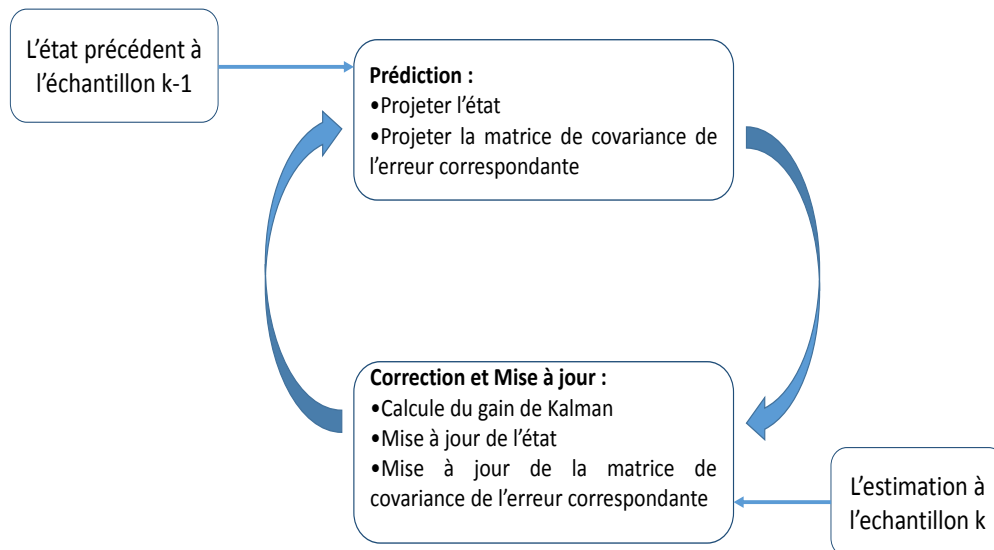 L'état précédent à
l'échantillon k-1
Prédiction :
•Projeter l'état
•Projeter la matrice de covariance de
l'erreur correspondante
Correction et Mise à jour :
•Calcule du gain de Kalman
•Mise à jour de l'état
•Mise à jour de la matrice de
covariance de l'erreur correspondante
L'estimation à
l'echantillon k